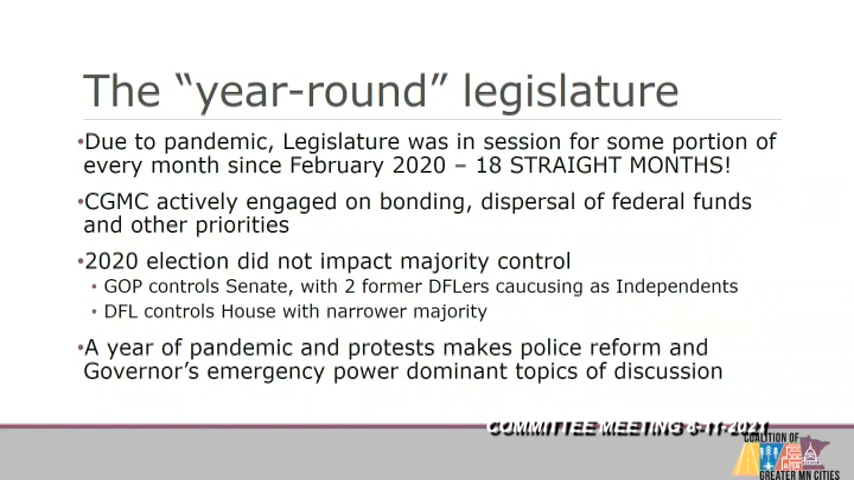 The “year-round” legislature
•Due to pandemic, Legislature was in session for some portion of
every month since February 2020 – 18 STRAIGHT MONTHS!
•CGMC actively engaged on bonding, dispersal of federal funds
and other priorities
•2020 election did not impact majority control
• GOP controls Senate, with 2 former DFLers caucusing as Independents
• DFL controls House with narrower majority
•A year of pandemic and protests makes police reform and
Governor’s emergency power dominant topics of discussion
COMMITTEE MEETING 8-11-2021
COALITION OF
GREATER MN CITIES